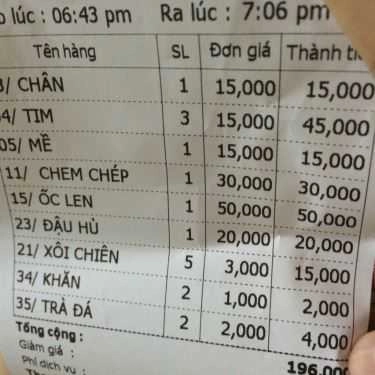 lúc : 06:43 pm Ra lúc : 7:06 pm
Tên hàng SL Đơn giá Thành
/ CHÂN 1 15,000 15,000
/ TIM 3 15,000 45,000
05/ MỀ 1 15,000 15,000
11/ CHEM CHÉP 1 30,000 30,000
15/ ỐC LEN 1 50,000 50,000
23/ ĐẬU HỦ 1 20,000 20,000
21/ XÔI CHIÊN 5 3,000 15,000
34/ KHĂN 2 1,000 2,000
35/ TRÀ ĐÁ 2 2,000 4,000
Tổng cộng : 196,000
Giảm giá :
Phí dịch vụ :